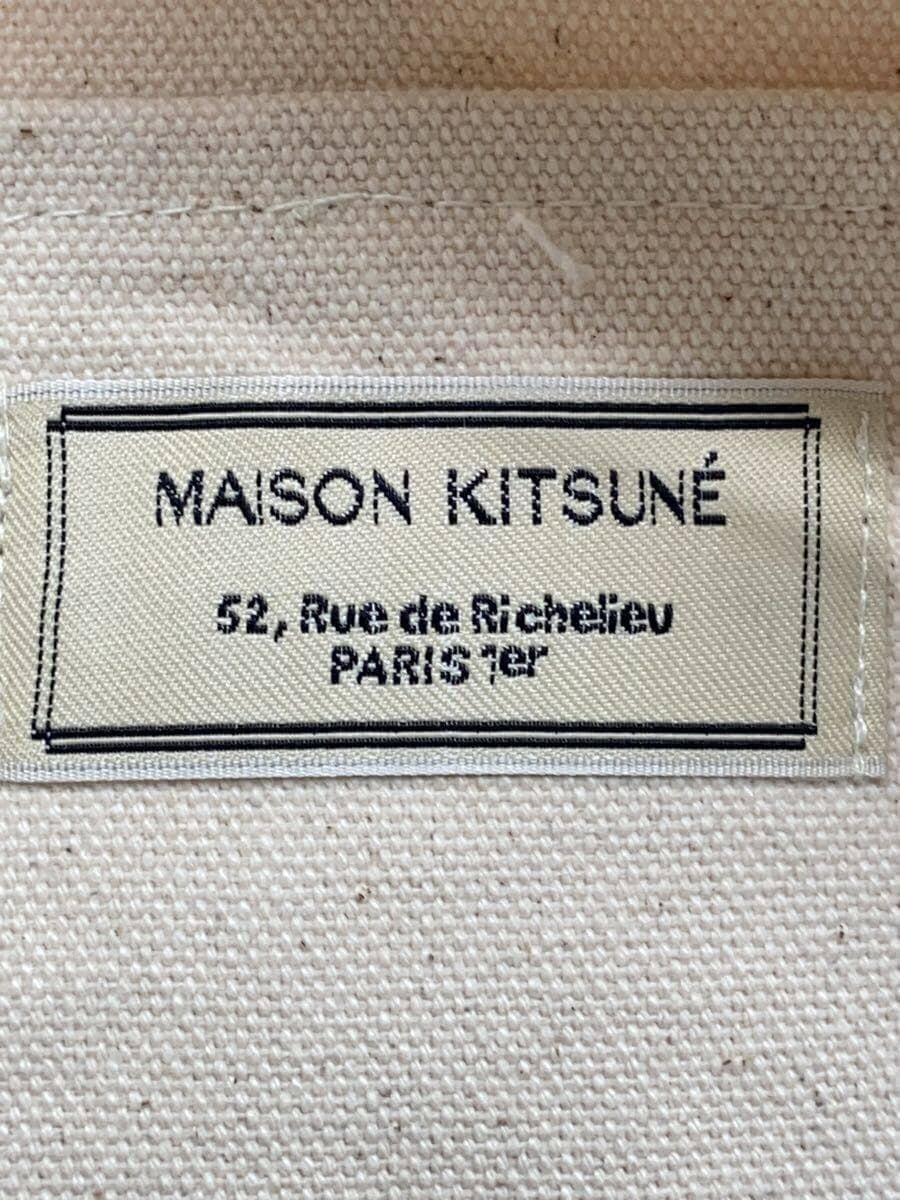 MAISON KITSUNÉ
52, Rue de Richelieu
PARIS 1er